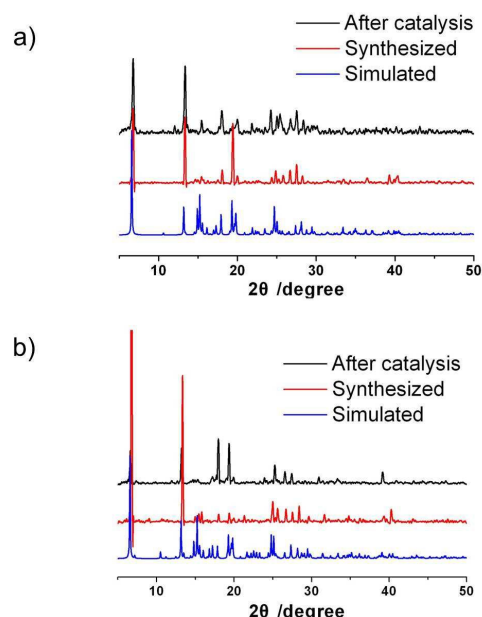 a)
After catalysis
Synthesized
Simulated
10 20 30 40 50
2θ /degree
b)
After catalysis
Synthesized
Simulated
10 20 30 40 50
2θ /degree